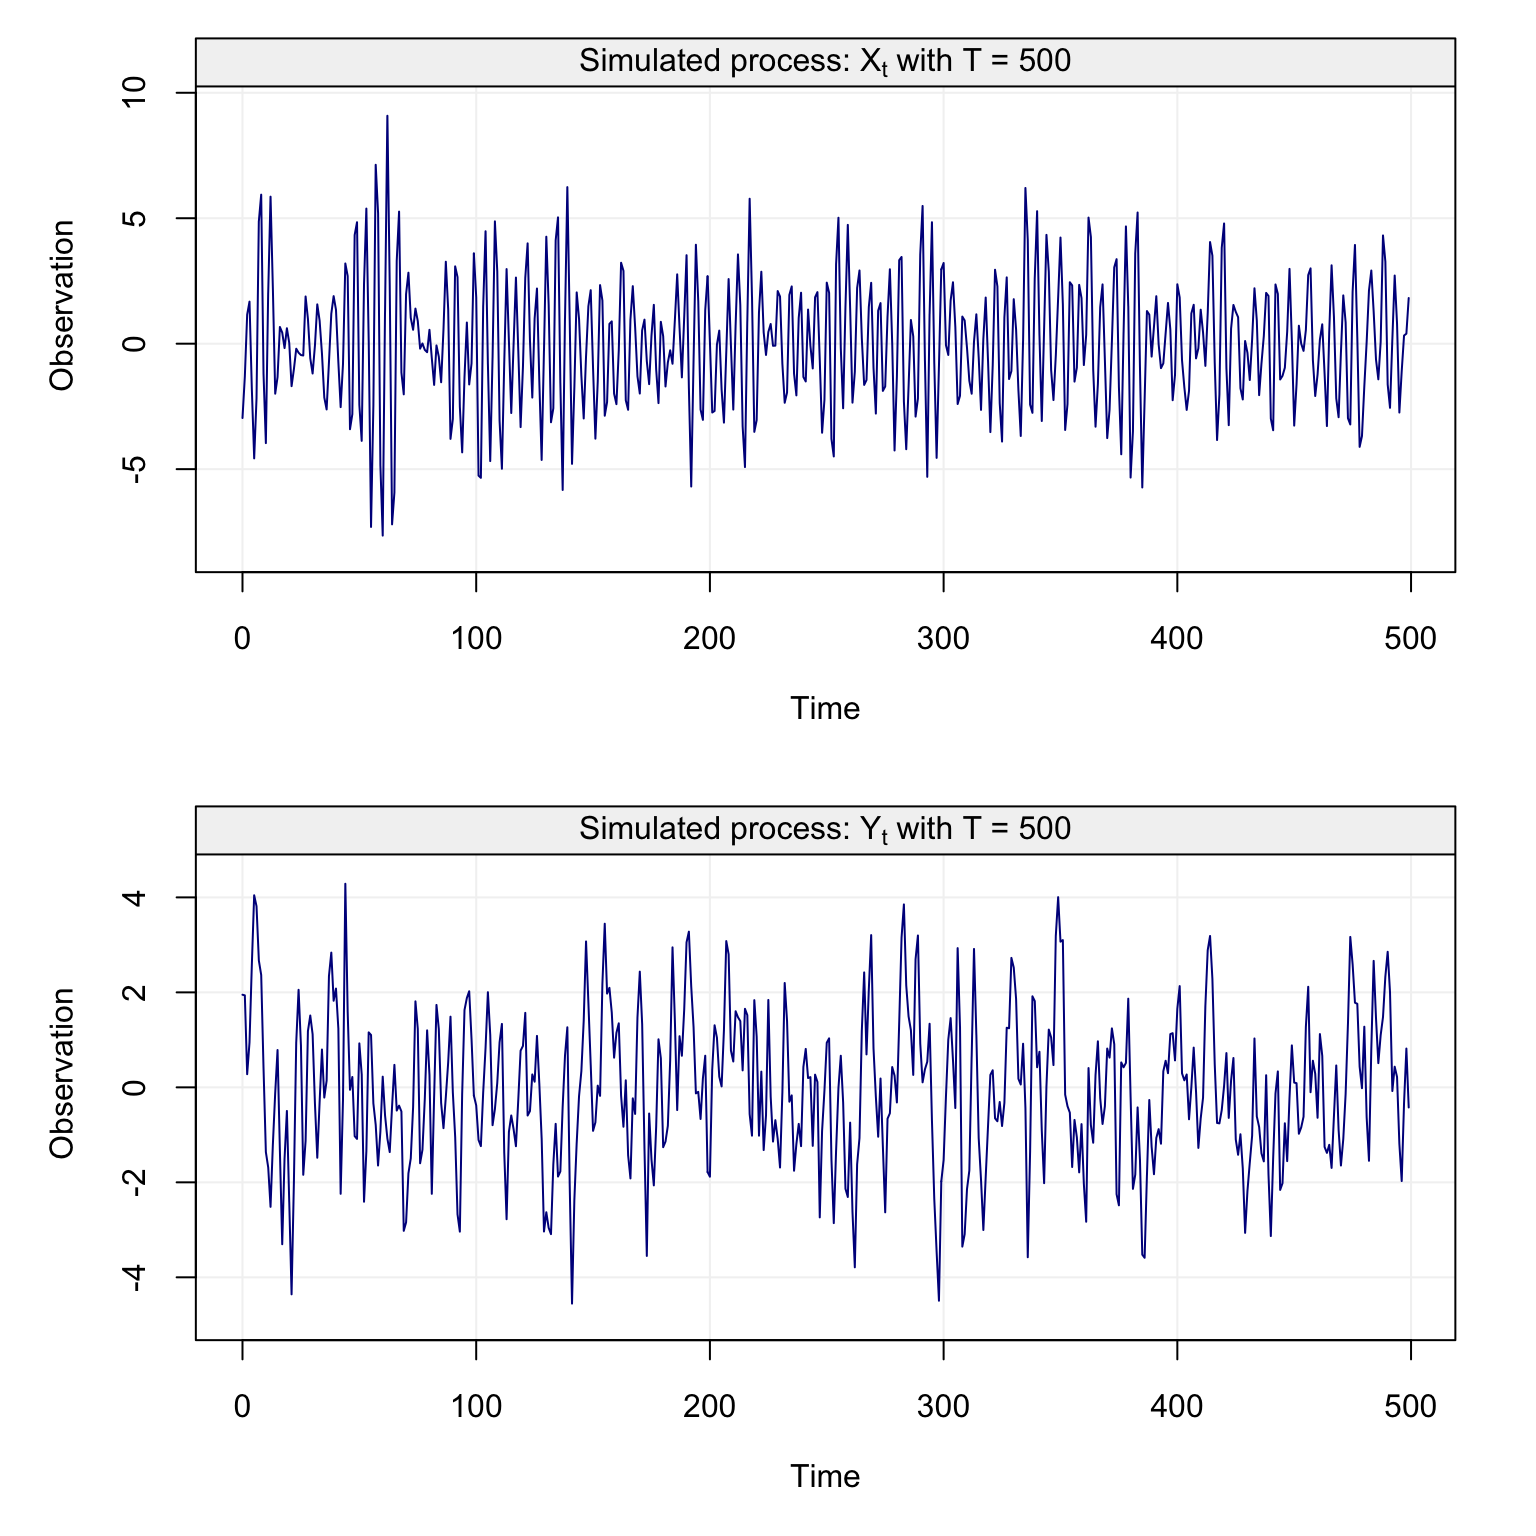 Simulated process: Xt with T = 500
10
5
0
-5
Observation
0 100 200 300 400 500
Time
Simulated process: Yt with T = 500
4
2
0
-2
-4
Observation
0 100 200 300 400 500
Time